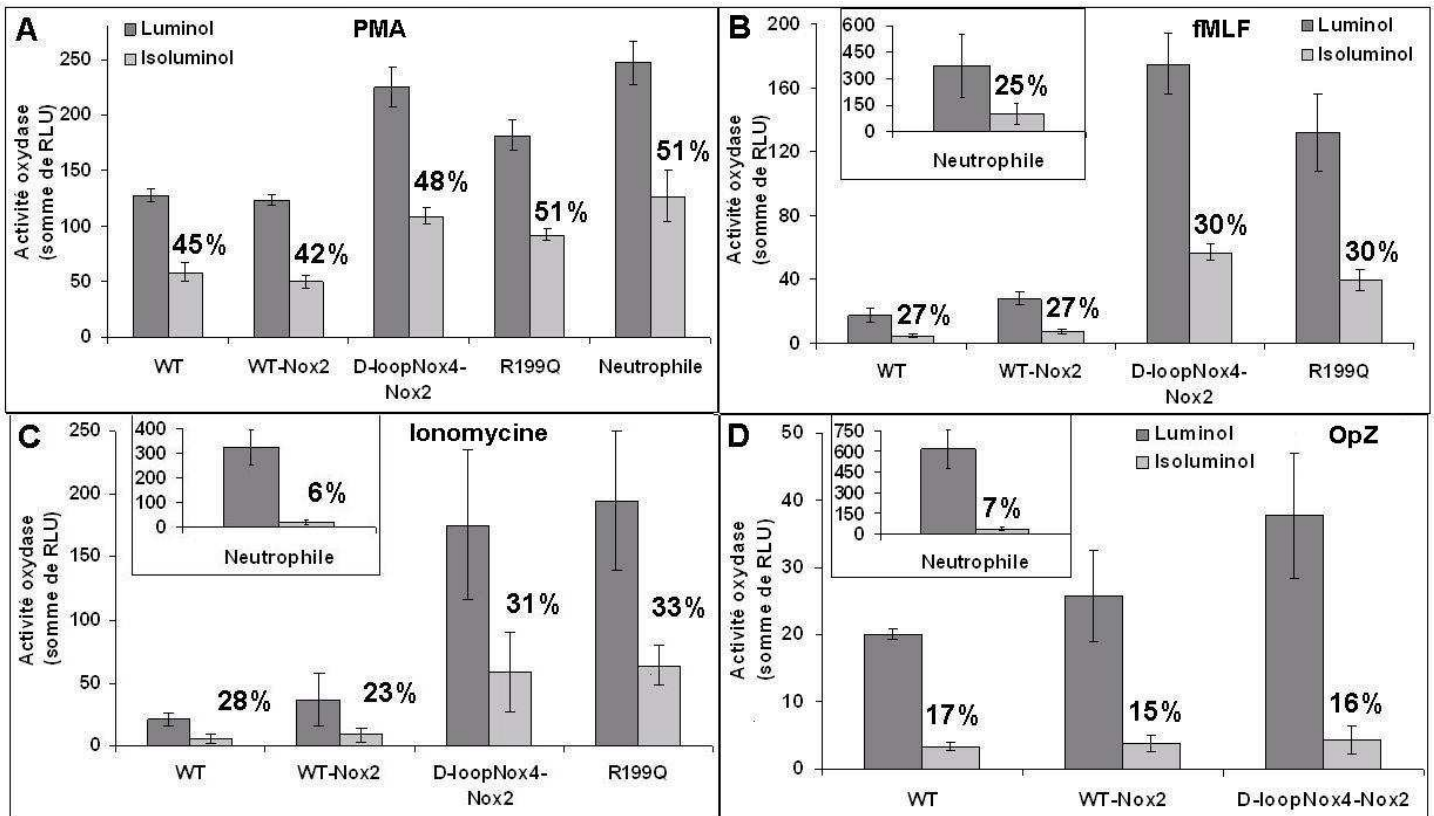 A
PMA
Luminol
Isoluminol
Activité oxydase
(somme de RLU)
250
200
150
100
50
0
45%
42%
48%
51%
51%
WT
WT-Nox2
D-loopNox4-
Nox2
R199Q
Neutrophile
B
fMLF
Luminol
Isoluminol
Activité oxydase
(somme de RLU)
200
160
120
80
40
0
600
450
300
150
0
25%
Neutrophile
27%
27%
30%
30%
WT
WT-Nox2
D-loopNox4-
Nox2
R199Q
C
Ionomycine
Activité oxydase
(somme de RLU)
250
200
150
100
50
0
400
300
200
100
0
6%
Neutrophile
28%
23%
31%
33%
WT
WT-Nox2
D-loopNox4-
Nox2
R199Q
D
OpZ
Luminol
Isoluminol
Activité oxydase
(somme de RLU)
50
40
30
20
10
0
750
600
450
300
150
0
7%
Neutrophile
17%
15%
16%
WT
WT-Nox2
D-loopNox4-Nox2